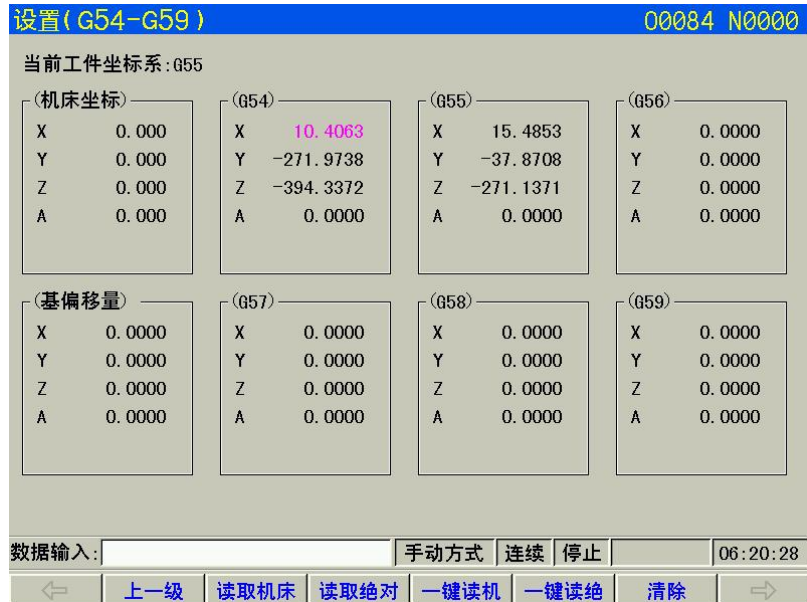 设置(G54-G59) O0084 N0000
当前工件坐标系:G55
(机床坐标) (G54) (G55) (G56)
X 0.000 X 10.4063 X 15.4853 X 0.0000
Y 0.000 Y -271.9738 Y -37.8708 Y 0.0000
Z 0.000 Z -394.3372 Z -271.1371 Z 0.0000
A 0.000 A 0.0000 A 0.0000 A 0.0000
(基偏移量) (G57) (G58) (G59)
X 0.0000 X 0.0000 X 0.0000 X 0.0000
Y 0.0000 Y 0.0000 Y 0.0000 Y 0.0000
Z 0.0000 Z 0.0000 Z 0.0000 Z 0.0000
A 0.0000 A 0.0000 A 0.0000 A 0.0000
数据输入: 手动方式 连续 停止 06:20:28
上一级 读取机床 读取绝对 一键读机 一键读绝 清除